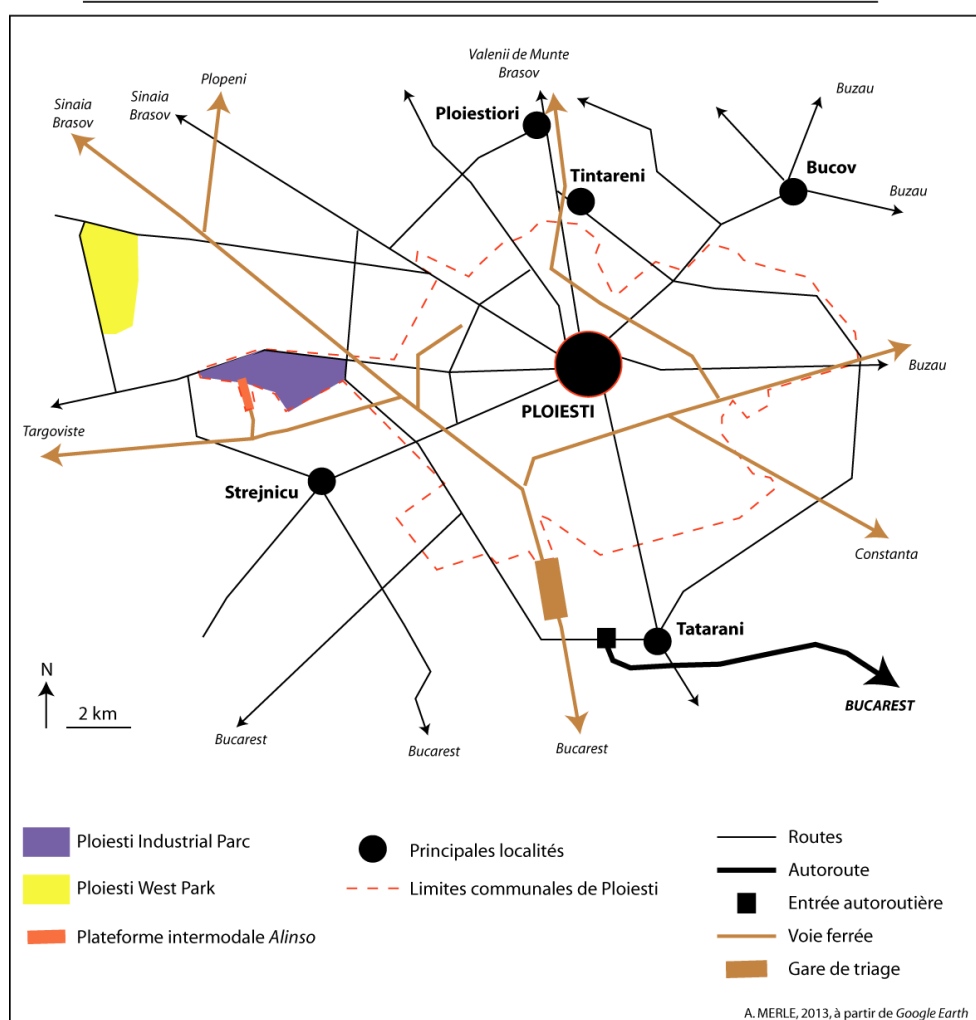 Valenii de Munte
Brasov
Plopeni
Sinaia
Brasov
Sinaia
Brasov
Buzau
Ploiestiori
Bucov
Tintareni
Buzau
Buzau
PLOIESTI
Targoviste
Strejnicu
Constanta
Tatarani
N
2 km
BUCAREST
Bucarest
Bucarest
Bucarest
Ploiesti Industrial Parc
Ploiesti West Park
Plateforme intermodale Alinso
Principales localités
Limites communales de Ploiesti
Routes
Autoroute
Entrée autoroutière
Voie ferrée
Gare de triage
A. MERLE, 2013, à partir de Google Earth